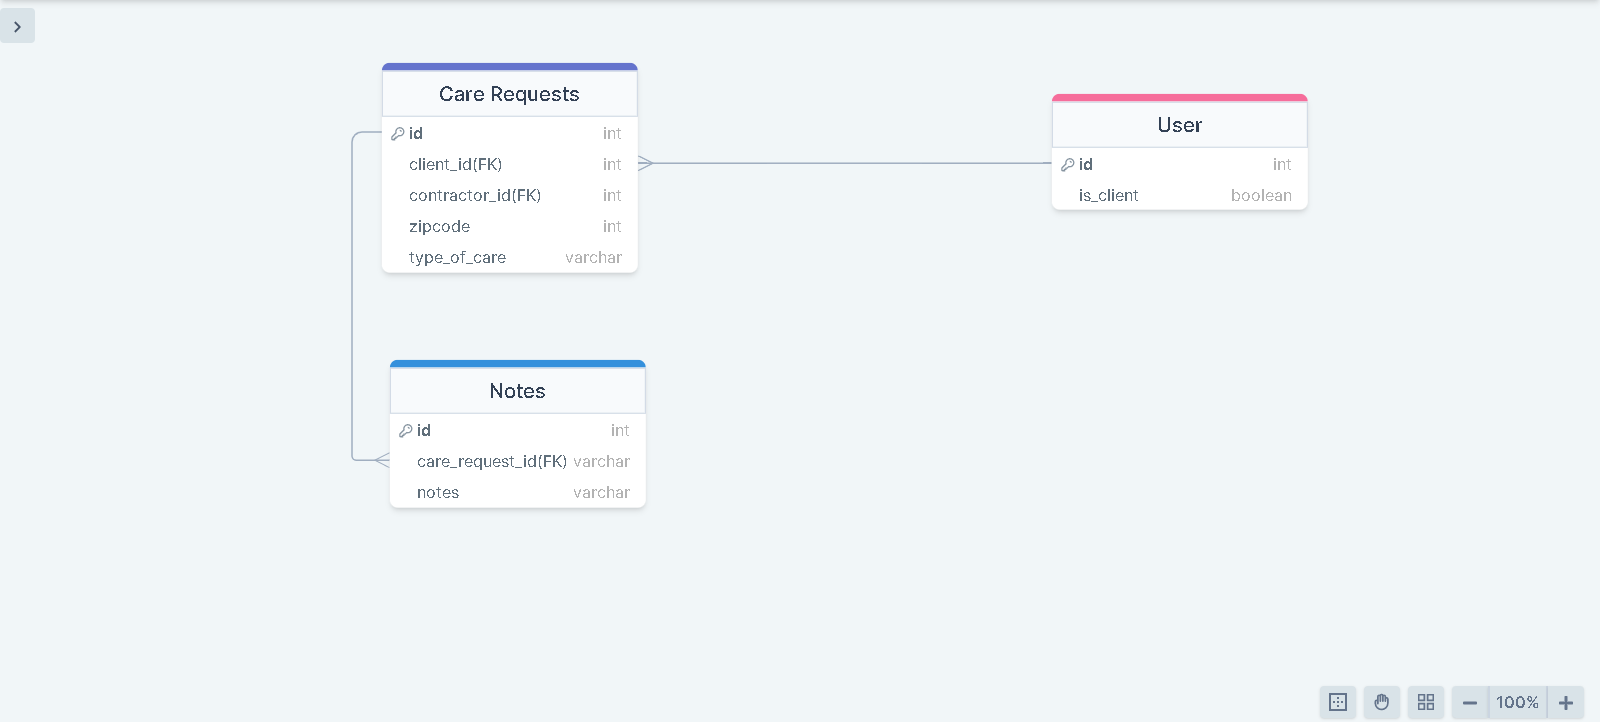 Care Requests
id int
client_id(FK) int
contractor_id(FK) int
zipcode int
type_of_care varchar
User
id int
is_client boolean
Notes
id int
care_request_id(FK) varchar
notes varchar
100%